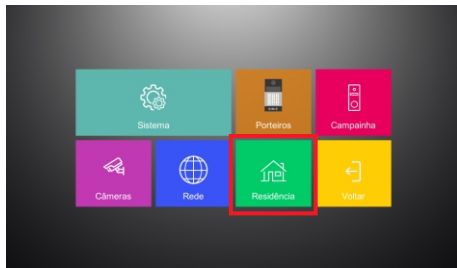 Sistema
Porteiros
Campainha
Câmeras
Rede
Residência
Voltar